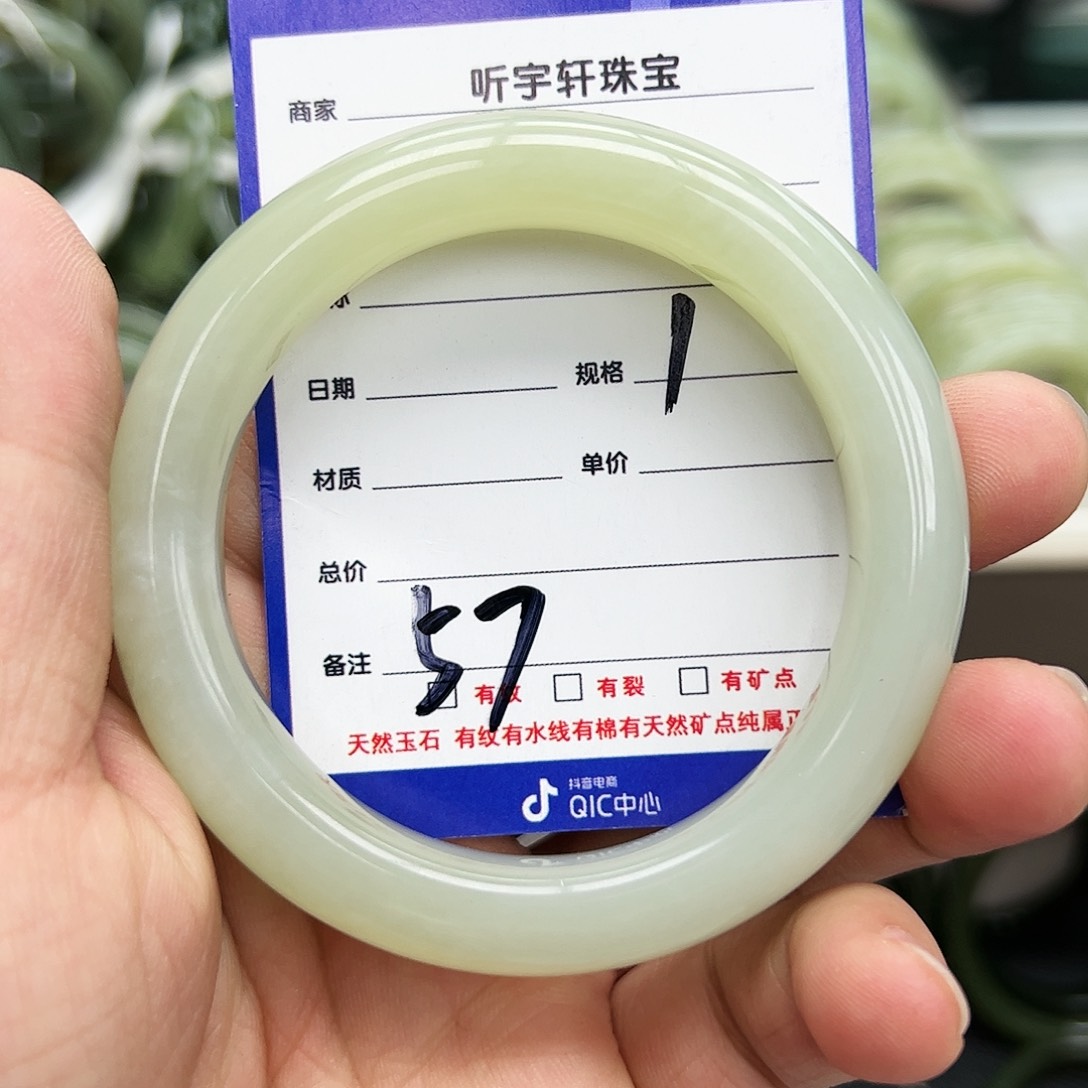 听宇轩珠宝
商家
日期 规格 1
材质 单价
总价
57
备注
有纹 有裂 有矿点
天然玉石 有纹有水线有棉有天然矿点纯属正
抖音电商
QIC中心